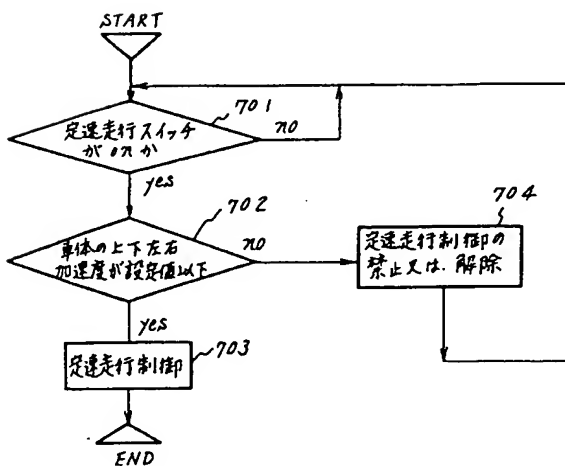 START
701
定速走行スイッチ
がonか
no
yes
702
車体の上下左右
加速度が設定値以下
no
704
定速走行制御の
禁止又は、解除
yes
定速走行制御
703
END